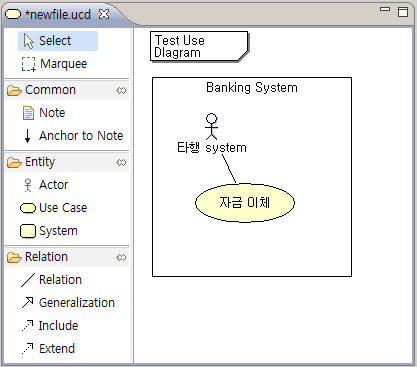 *newfile.ucd
Select
Marquee
Common
Note
Anchor to Note
Entity
Actor
Use Case
System
Relation
Relation
Generalization
Include
Extend
Test Use
Diagram
Banking System
타행 system
자금 이체